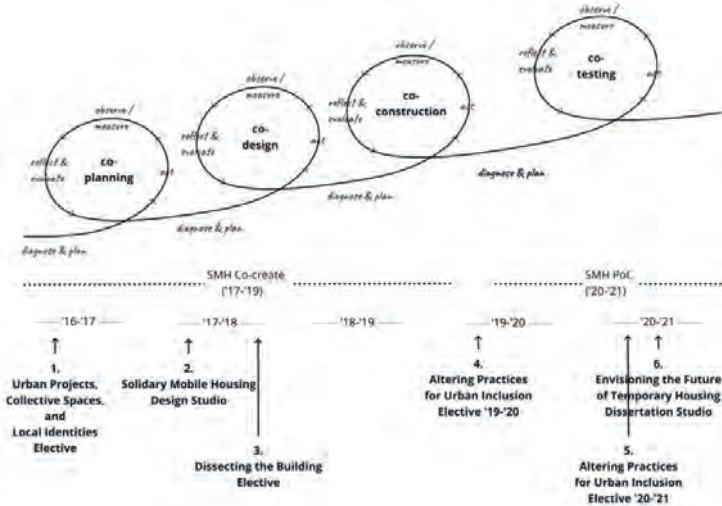 observe /
measure
reflect &
evaluate
co-
testing
act
observe /
measure
reflect &
evaluate
co-
construction
act
observe /
measure
reflect &
evaluate
co-
design
act
observe /
measure
reflect &
evaluate
co-
planning
act
diagnose & plan
diagnose & plan
diagnose & plan
diagnose & plan
SMH Co-create
('17-'19)
SMH PoC
('20-'21)
'16-'17
'17-'18
'18-'19
'19-'20
'20-'21
1.
Urban Projects,
Collective Spaces,
and
Local Identities
Elective
2.
Solidary Mobile Housing
Design Studio
3.
Dissecting the Building
Elective
4.
Altering Practices
for Urban Inclusion
Elective '19-'20
6.
Envisioning the Future
of Temporary Housing
Dissertation Studio
5.
Altering Practices
for Urban Inclusion
Elective '20-'21